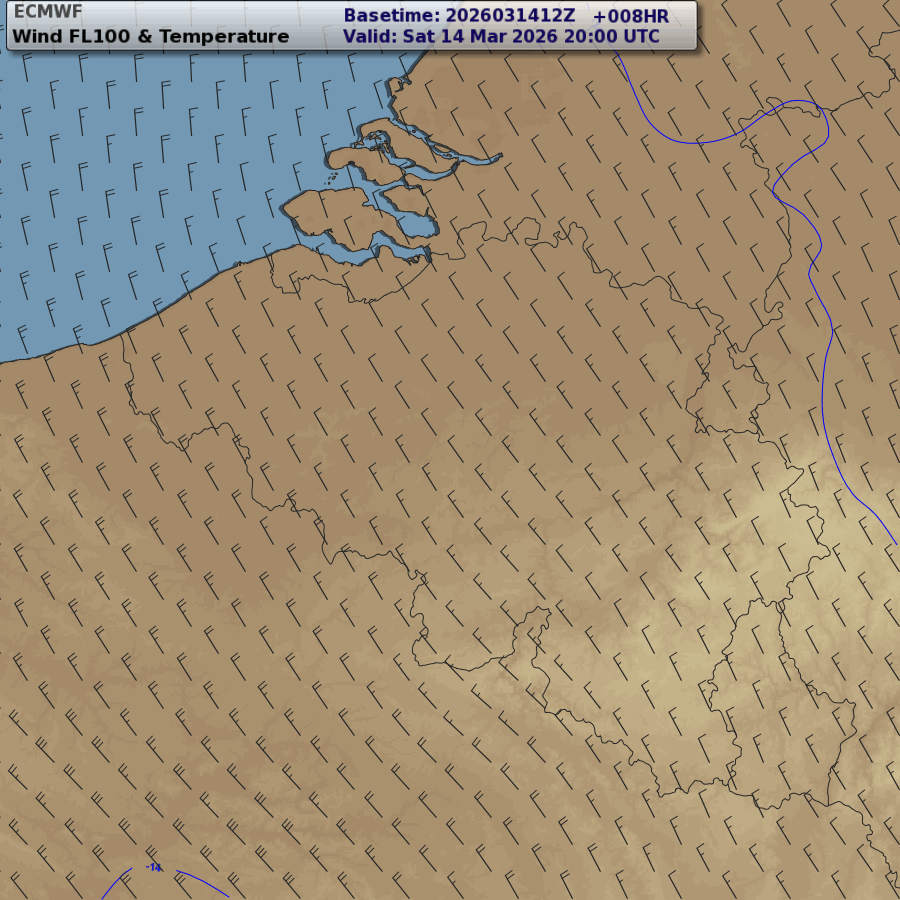 ECMWF
Basetime: 2026031412Z +008HR
Wind FL100 & Temperature
Valid: Sat 14 Mar 2026 20:00 UTC
-14